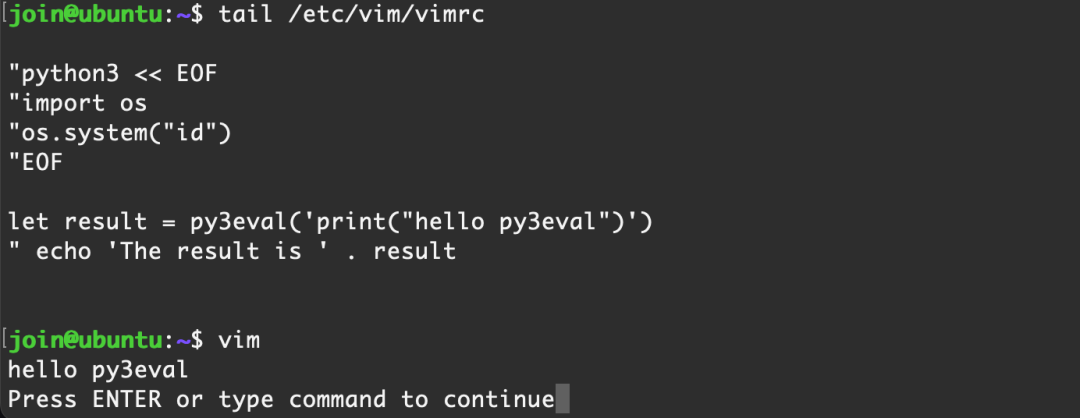 [join@ubuntu:~$ tail /etc/vim/vimrc
"python3 << EOF
"import os
"os.system("id")
"EOF
let result = py3eval('print("hello py3eval")')
" echo 'The result is ' . result
[join@ubuntu:~$ vim
hello py3eval
Press ENTER or type command to continue